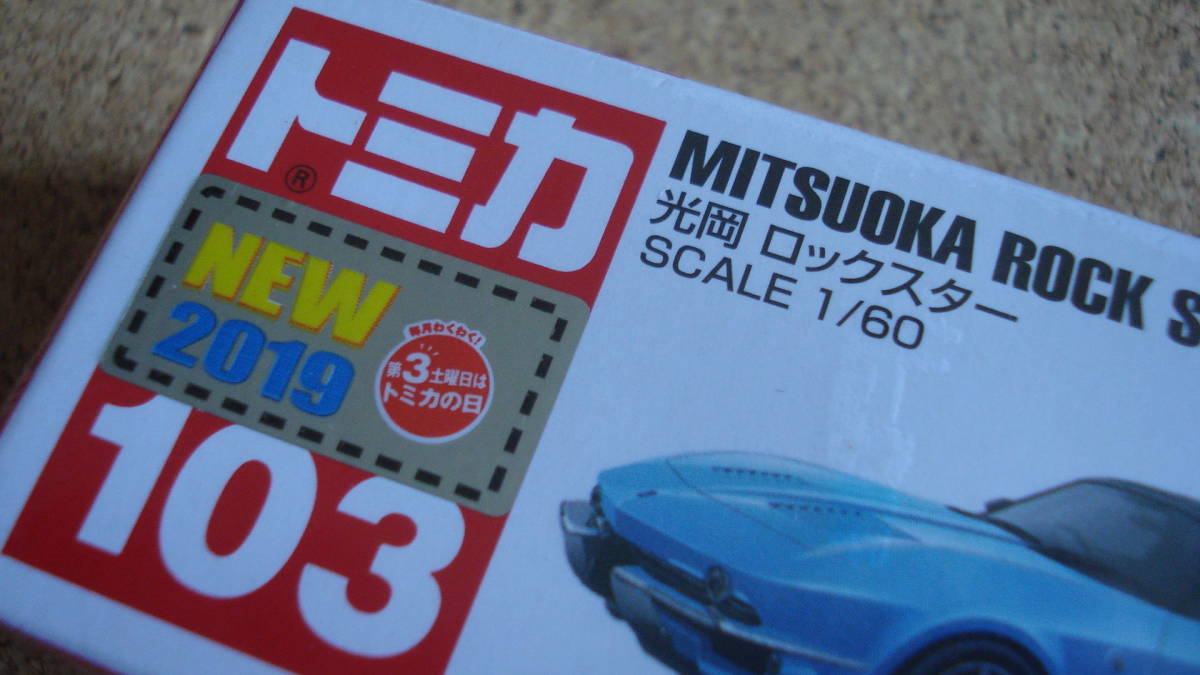 トミカ
®
NEW
2019
毎月わくわく!
第3土曜日は
トミカの日
103
MITSUOKA ROCK S
光岡 ロックスター
SCALE 1/60